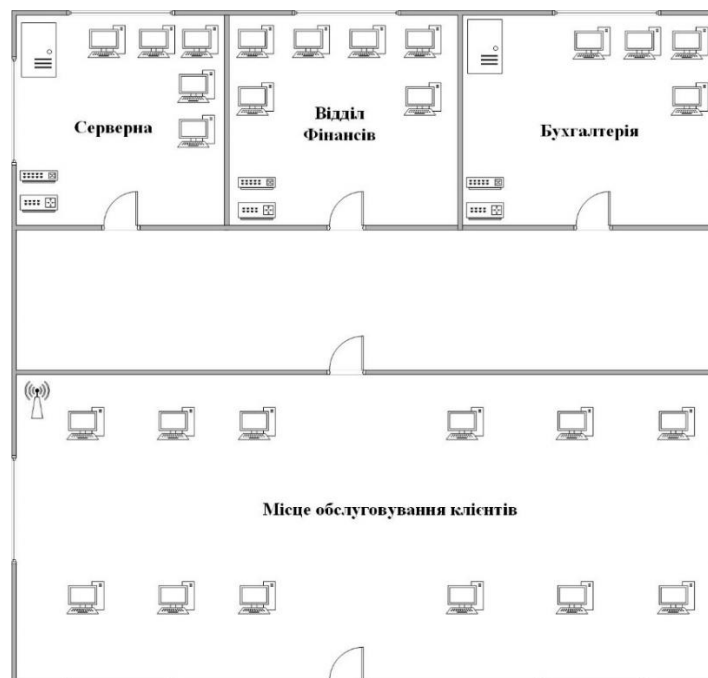 Серверна
Відділ
Фінансів
Бухгалтерія
Місце обслуговування клієнтів